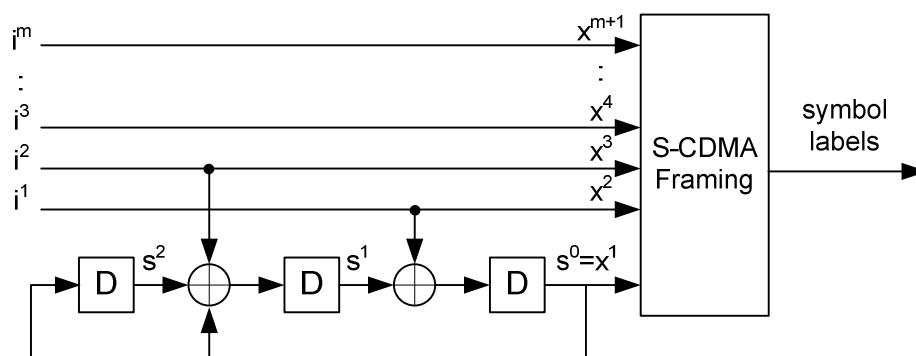 i^m x^{m+1}
: :
i^3 x^4
i^2 x^3
i^1 x^2
S-CDMA
Framing
symbol
labels
D s^2 D s^1 D s^0=x^1